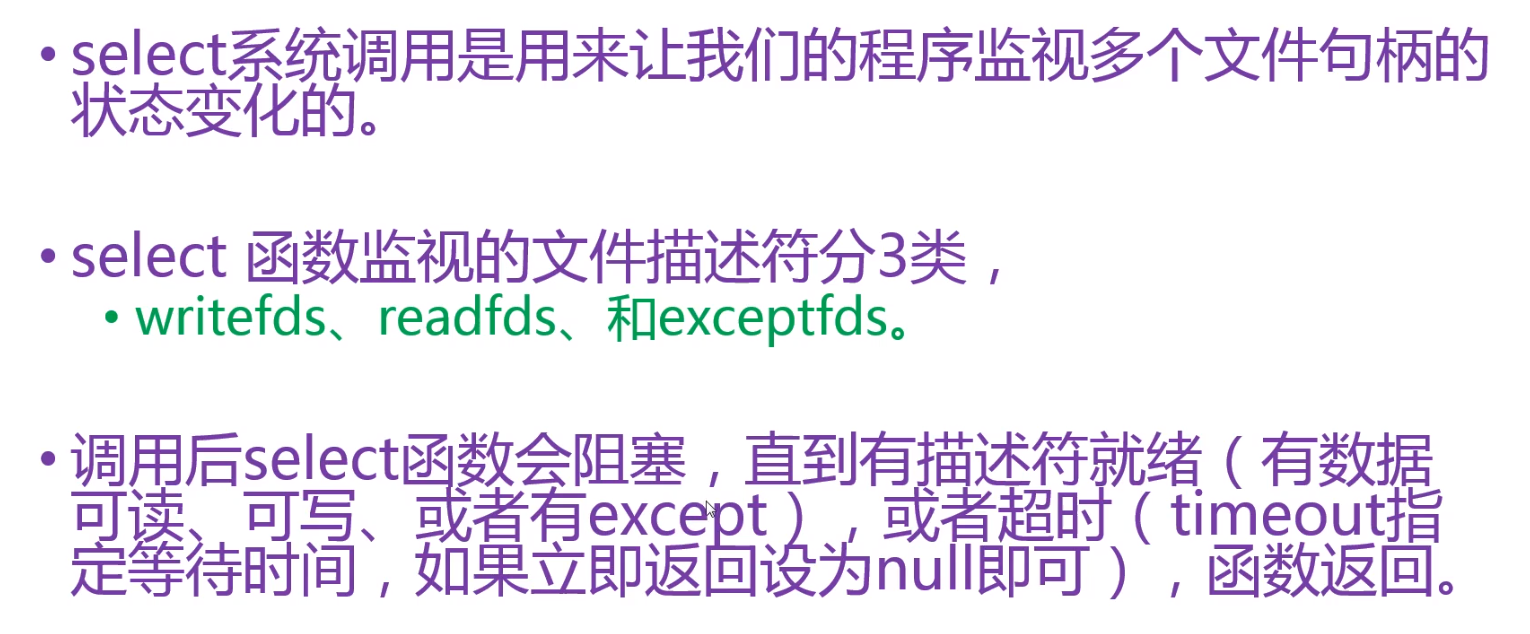 • select系统调用是用来让我们的程序监视多个文件句柄的
状态变化的。
• select 函数监视的文件描述符分3类，
• writefds、readfds、和exceptfds。
• 调用后select函数会阻塞，直到有描述符就绪（有数据
可读、可写、或者有except），或者超时（timeout指
定等待时间，如果立即返回设为null即可），函数返回。